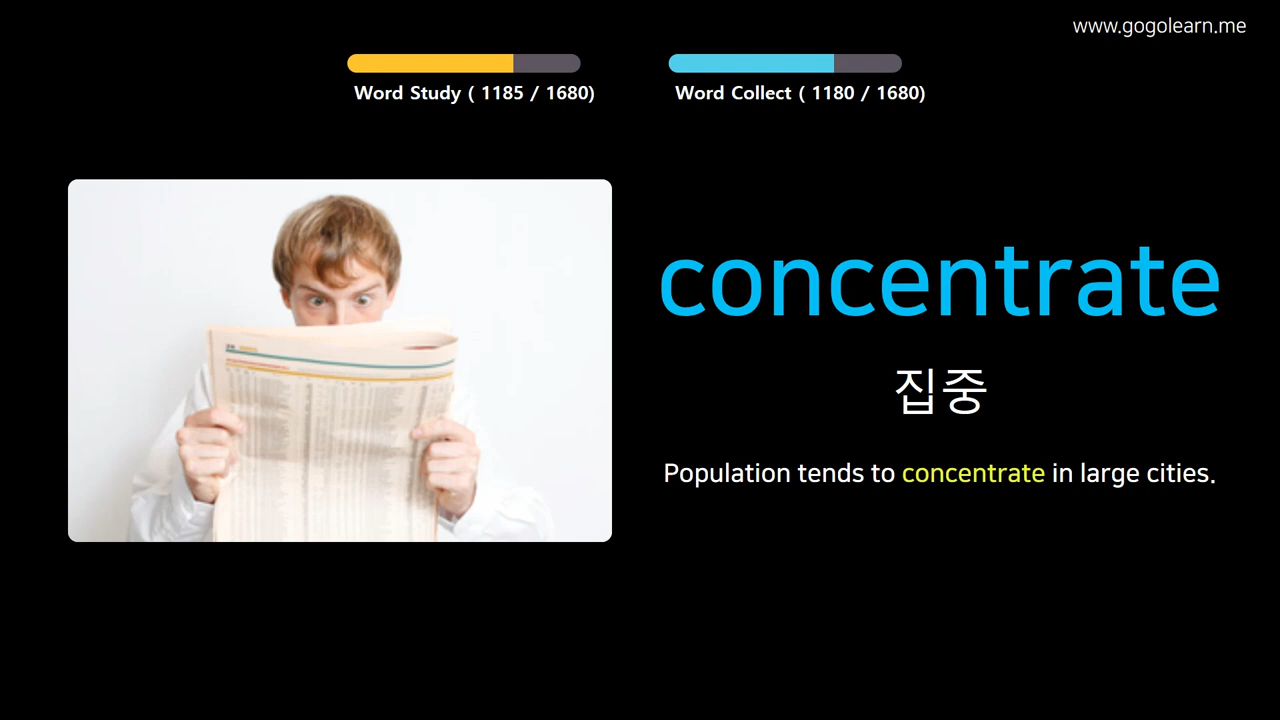 www.gogolearn.me
Word Study ( 1185 / 1680)
Word Collect ( 1180 / 1680)
concentrate
집중
Population tends to concentrate in large cities.